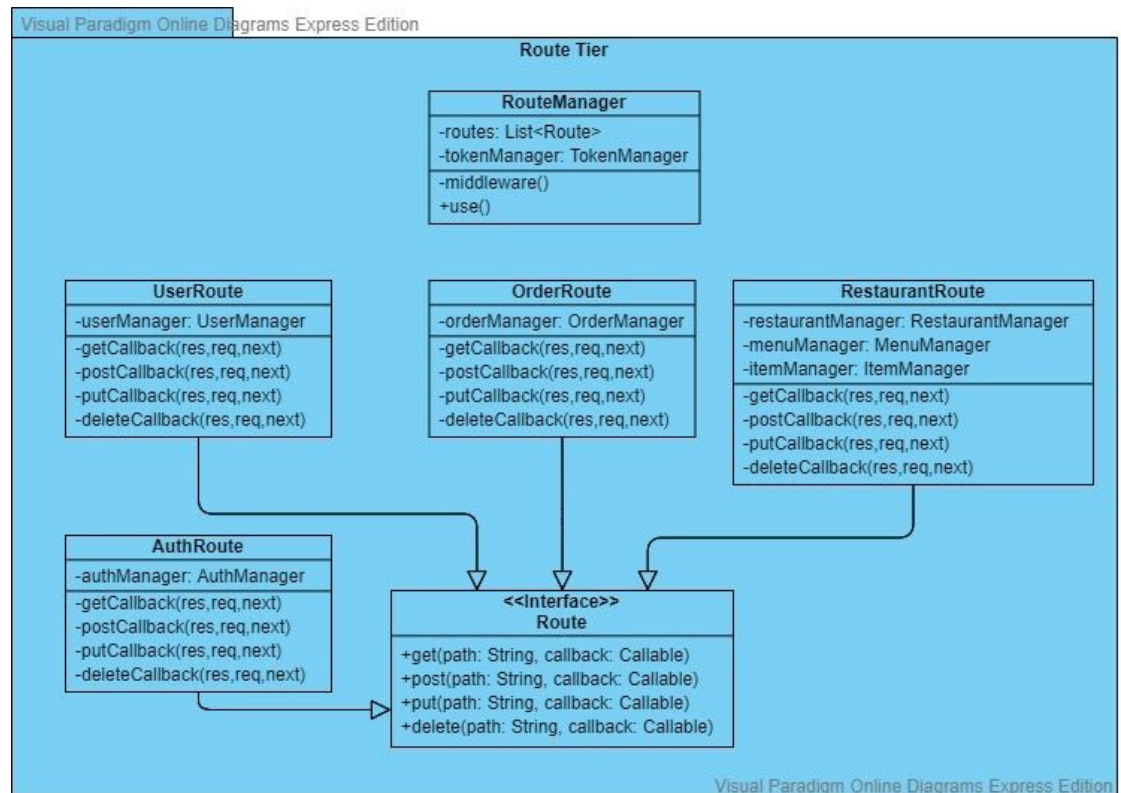 Visual Paradigm Online Diagrams Express Edition
Route Tier
RouteManager
-routes: List<Route>
-tokenManager: TokenManager
-middleware()
+use()
UserRoute
-userManager: UserManager
-getCallback(res,req,next)
-postCallback(res,req,next)
-putCallback(res,req,next)
-deleteCallback(res,req,next)
OrderRoute
-orderManager: OrderManager
-getCallback(res,req,next)
-postCallback(res,req,next)
-putCallback(res,req,next)
-deleteCallback(res,req,next)
RestaurantRoute
-restaurantManager: RestaurantManager
-menuManager: MenuManager
-itemManager: ItemManager
-getCallback(res,req,next)
-postCallback(res,req,next)
-putCallback(res,req,next)
-deleteCallback(res,req,next)
AuthRoute
-authManager: AuthManager
-getCallback(res,req,next)
-postCallback(res,req,next)
-putCallback(res,req,next)
-deleteCallback(res,req,next)
<<Interface>>
Route
+get(path: String, callback: Callable)
+post(path: String, callback: Callable)
+put(path: String, callback: Callable)
+delete(path: String, callback: Callable)
Visual Paradigm Online Diagrams Express Edition